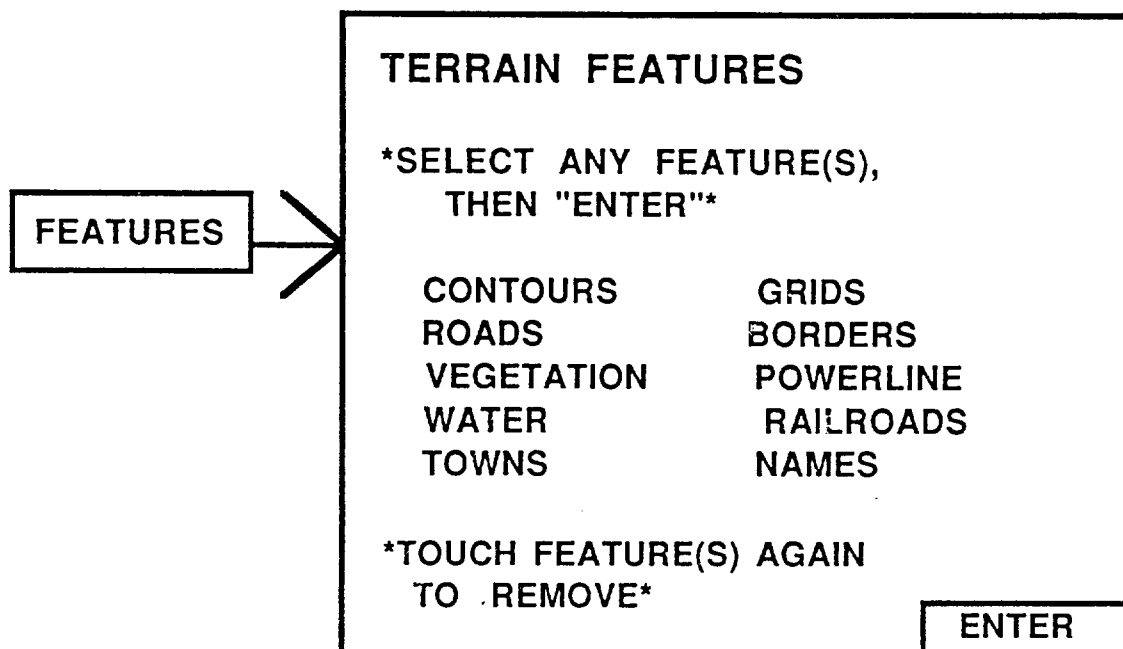 TERRAIN FEATURES
*SELECT ANY FEATURE(S),
THEN "ENTER"*
FEATURES
CONTOURS GRIDS
ROADS BORDERS
VEGETATION POWERLINE
WATER RAILROADS
TOWNS NAMES
*TOUCH FEATURE(S) AGAIN
TO REMOVE*
ENTER